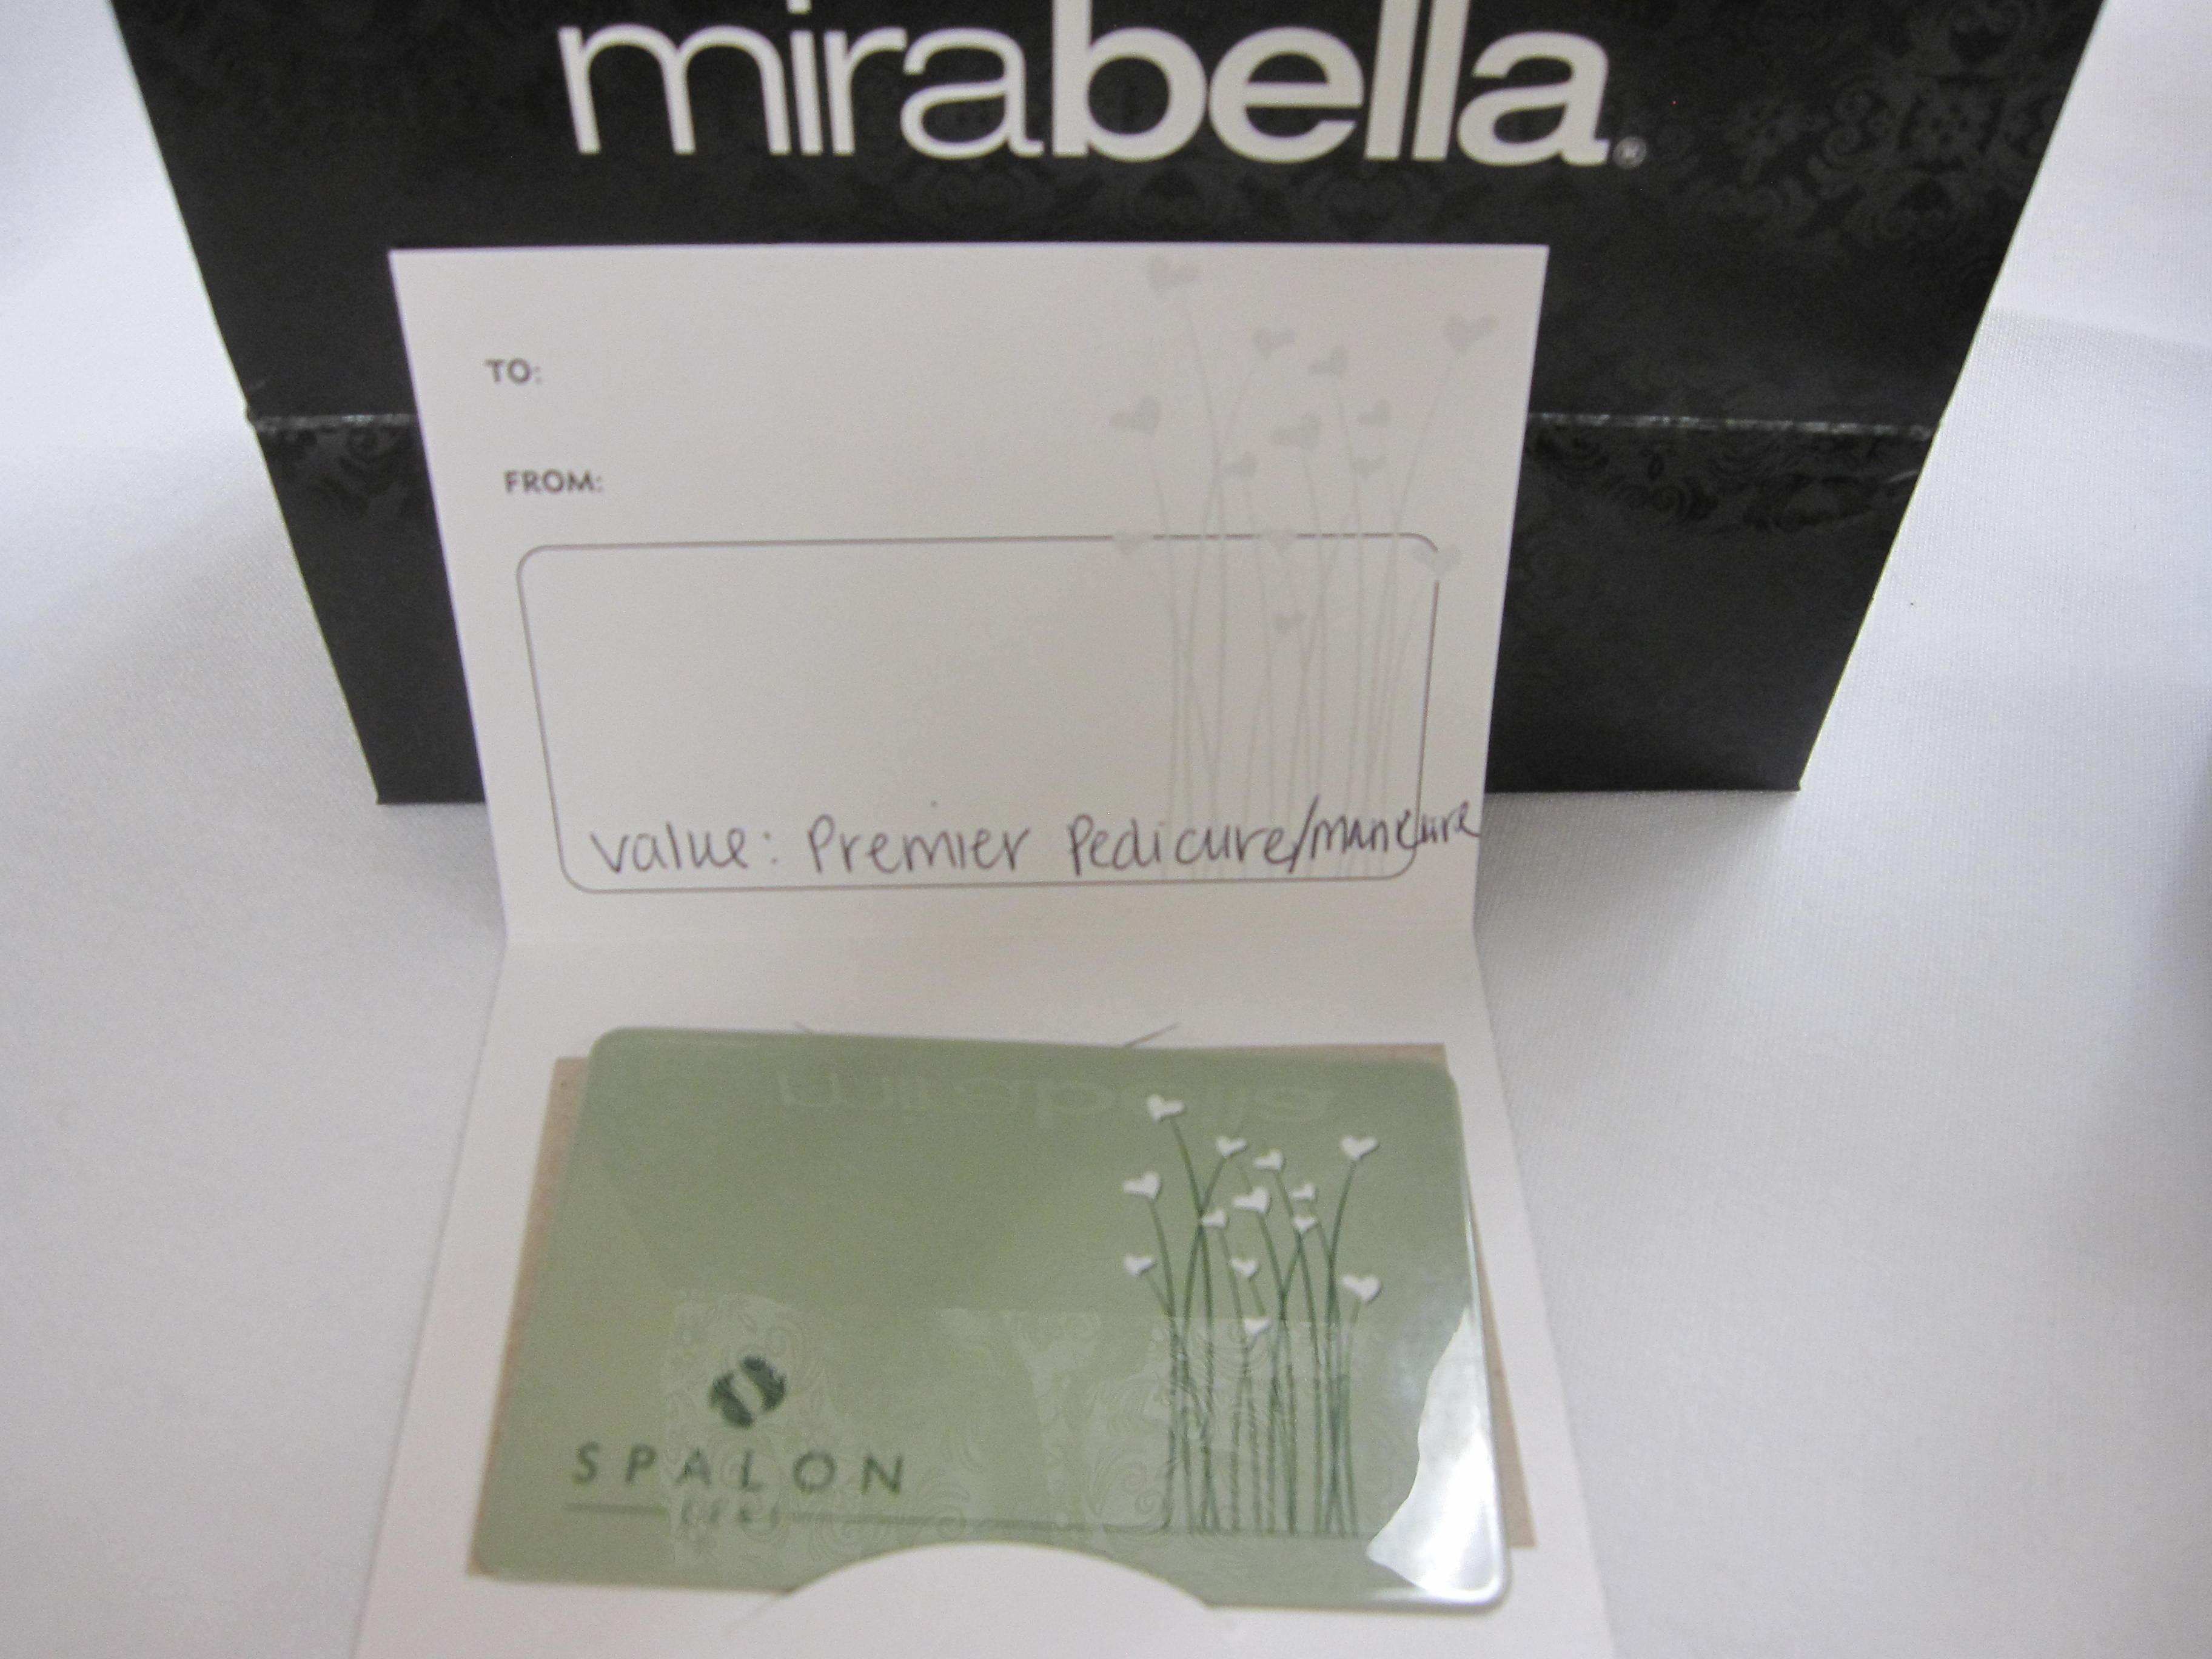 mirabella®
TO:
FROM:
value: Premier Pedicure/manicure
SPALON